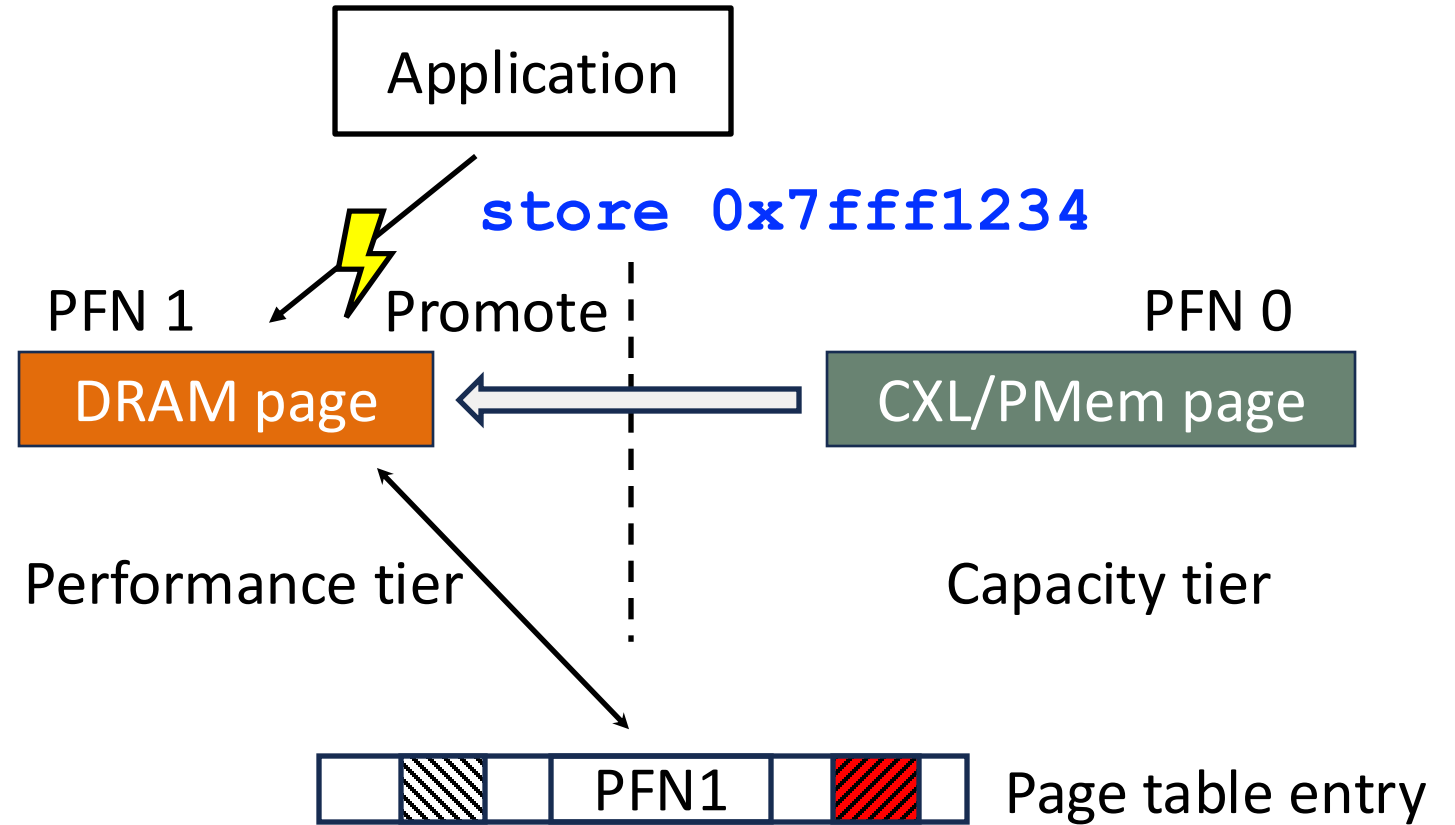 Application
store 0x7fff1234
PFN 1
Promote
PFN 0
DRAM page
CXL/PMem page
Performance tier
Capacity tier
PFN1
Page table entry